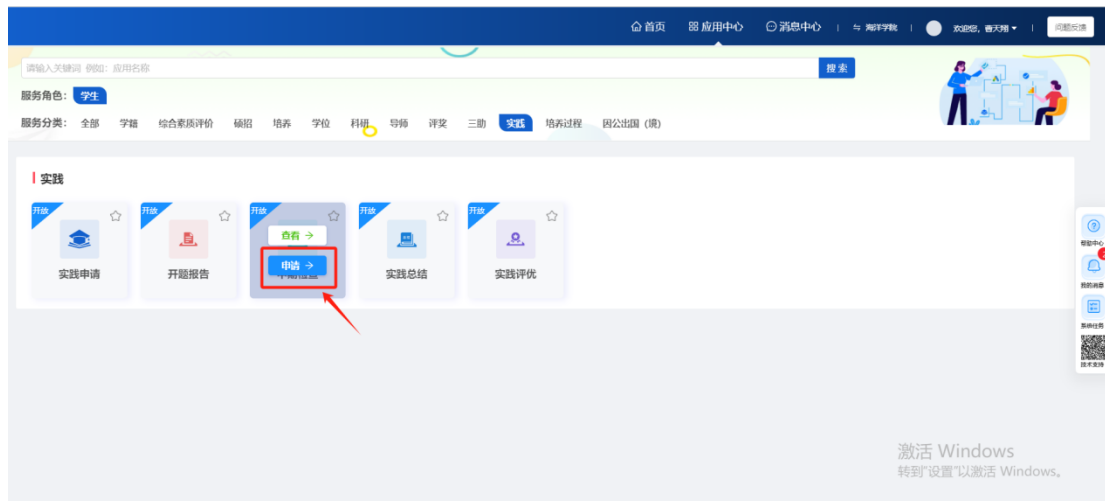 首页 应用中心 消息中心 海洋学院 欢迎您，曹天翔 问题反馈
请输入关键词 例如：应用名称 搜索
服务角色： 学生
服务分类： 全部 学籍 综合素质评价 硕招 培养 学位 科研 导师 评奖 三助 实践 培养过程 因公出国（境）
实践
开放 开放 开放 开放 开放
查看 →
申请 →
实践申请 开题报告 中期检查 实践总结 实践评优
帮助中心
我的消息
系统任务
技术支持
激活 Windows
转到"设置"以激活 Windows。